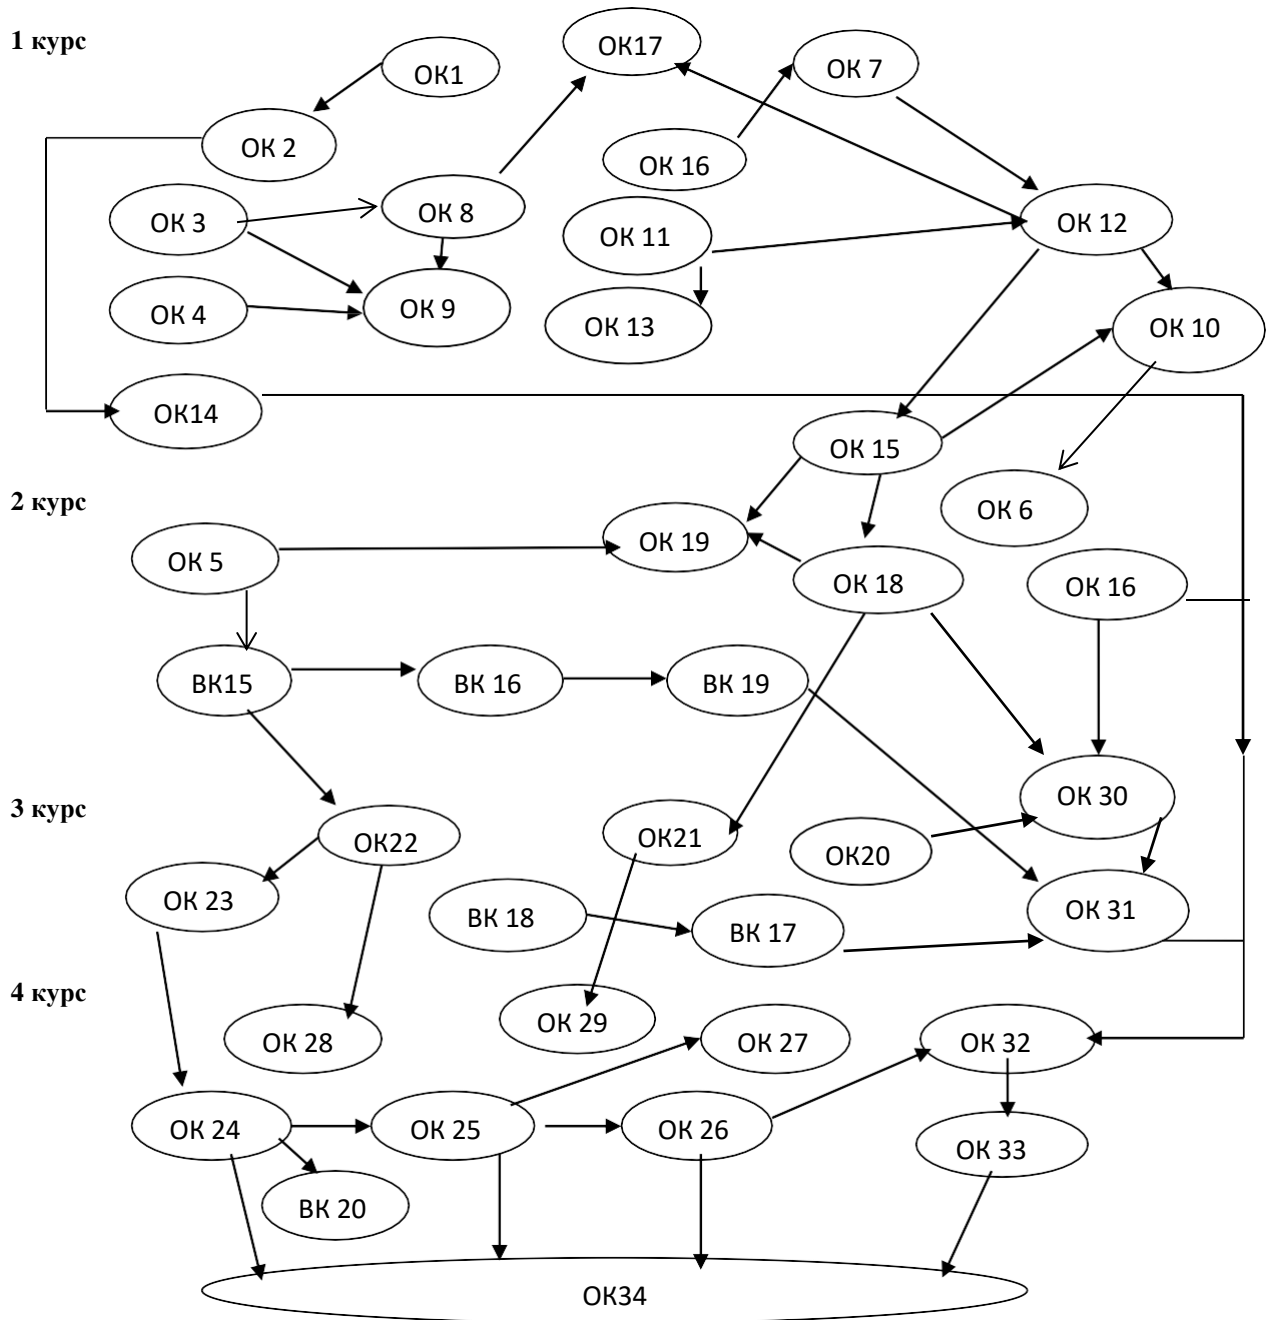 1 курс
ОК17
ОК 7
ОК1
ОК 2
ОК 16
ОК 3
ОК 8
ОК 11
ОК 12
ОК 4
ОК 9
ОК 13
ОК 10
ОК14
ОК 15
2 курс
ОК 6
ОК 5
ОК 19
ОК 18
ОК 16
ВК15
ВК 16
ВК 19
3 курс
ОК 30
ОК22
ОК21
ОК20
ОК 23
ВК 18
ВК 17
ОК 31
4 курс
ОК 28
ОК 29
ОК 27
ОК 32
ОК 24
ОК 25
ОК 26
ОК 33
ВК 20
ОК34